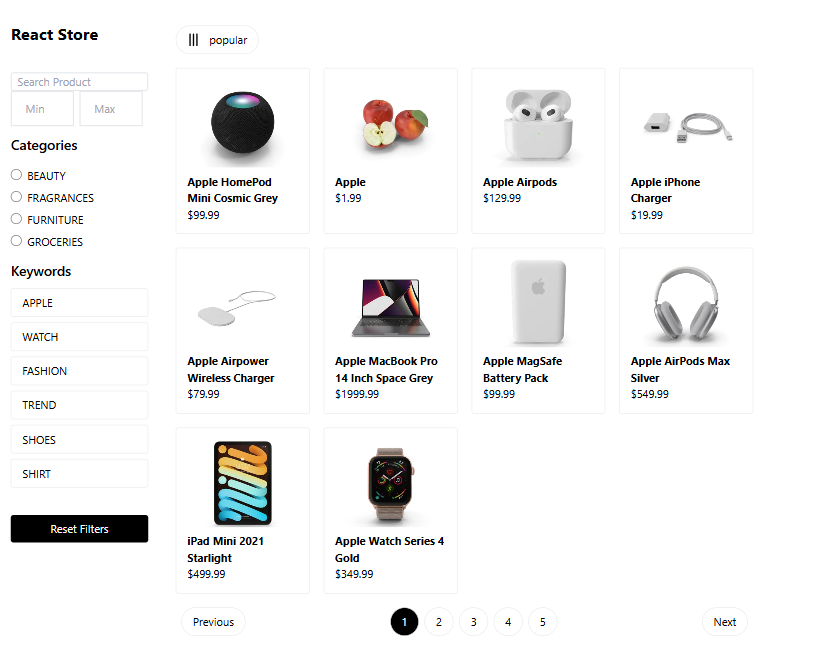 React Store
Search Product
Min
Max
Categories
BEAUTY
FRAGRANCES
FURNITURE
GROCERIES
Keywords
APPLE
WATCH
FASHION
TREND
SHOES
SHIRT
Reset Filters
popular
Apple HomePod
Mini Cosmic Grey
$99.99
Apple
$1.99
Apple Airpods
$129.99
Apple iPhone
Charger
$19.99
Apple Airpower
Wireless Charger
$79.99
Apple MacBook Pro
14 Inch Space Grey
$1999.99
Apple MagSafe
Battery Pack
$99.99
Apple AirPods Max
Silver
$549.99
iPad Mini 2021
Starlight
$499.99
Apple Watch Series 4
Gold
$349.99
Previous
1
2
3
4
5
Next